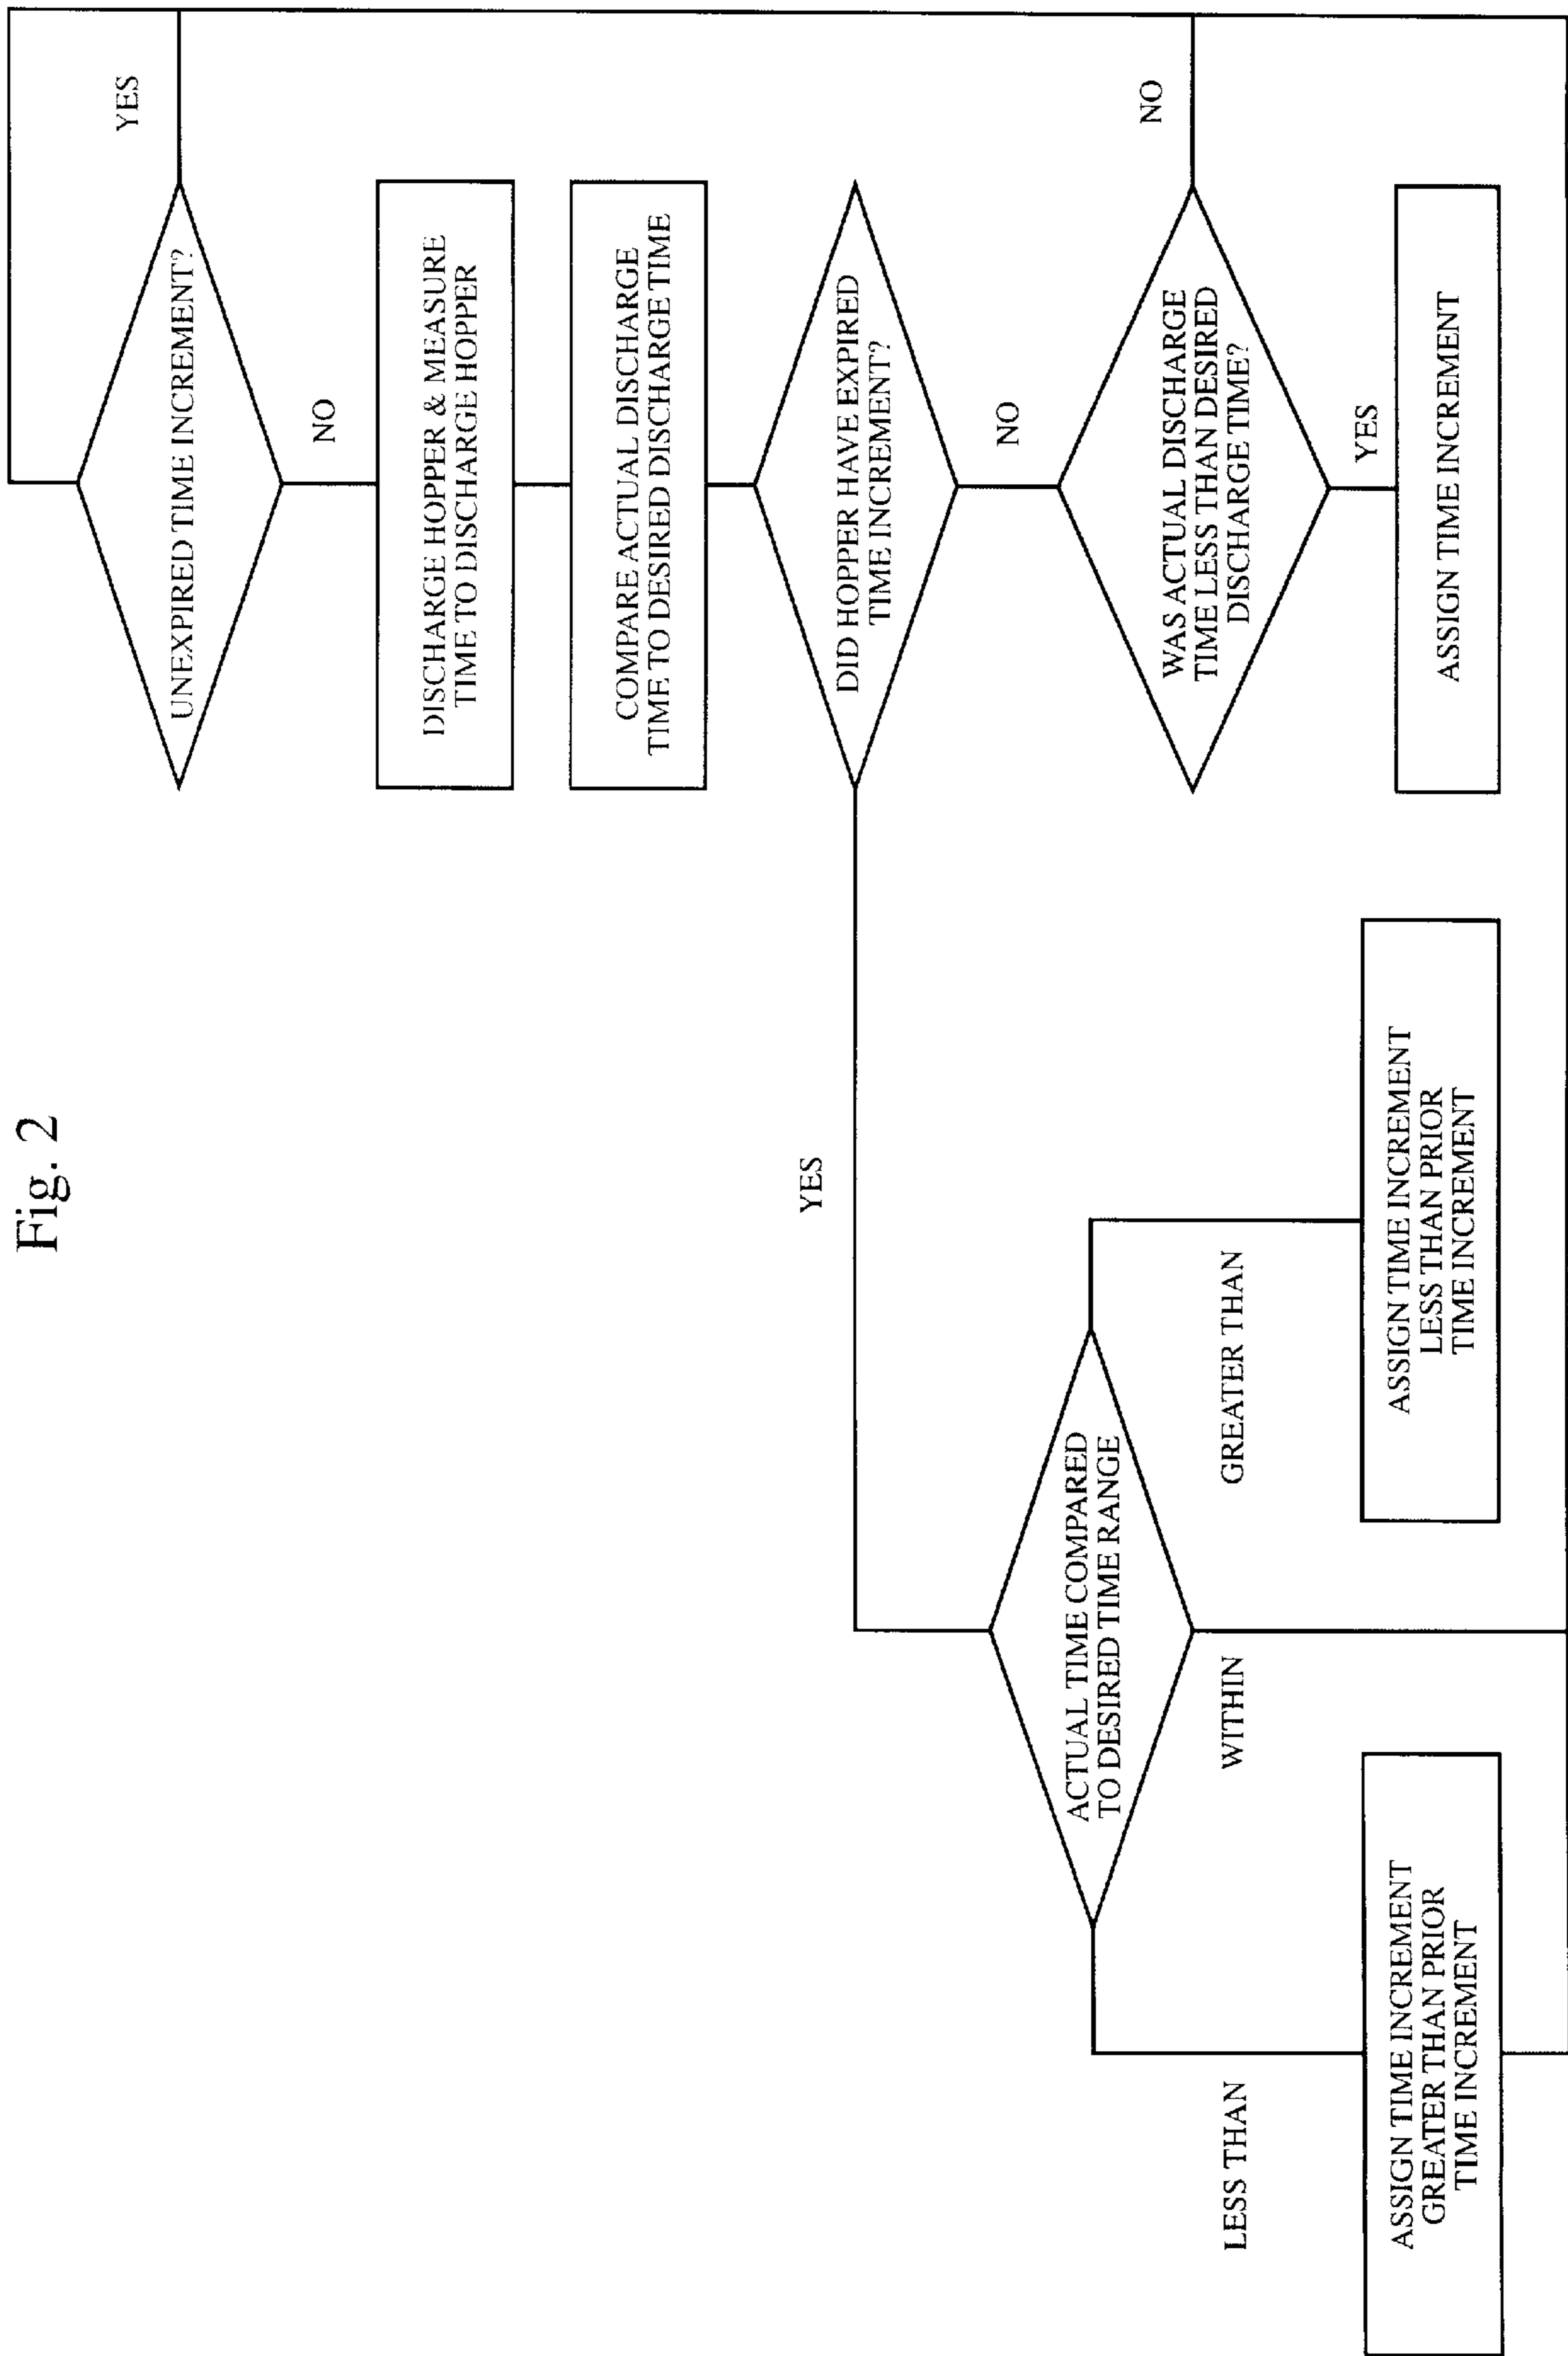 Fig. 2
UNEXPIRED TIME INCREMENT?
YES
NO
DISCHARGE HOPPER & MEASURE
TIME TO DISCHARGE HOPPER
COMPARE ACTUAL DISCHARGE
TIME TO DESIRED DISCHARGE TIME
DID HOPPER HAVE EXPIRED
TIME INCREMENT?
YES
NO
WAS ACTUAL DISCHARGE
TIME LESS THAN DESIRED
DISCHARGE TIME?
NO
YES
ASSIGN TIME INCREMENT
ACTUAL TIME COMPARED
TO DESIRED TIME RANGE
LESS THAN
WITHIN
GREATER THAN
ASSIGN TIME INCREMENT
GREATER THAN PRIOR
TIME INCREMENT
ASSIGN TIME INCREMENT
LESS THAN PRIOR
TIME INCREMENT